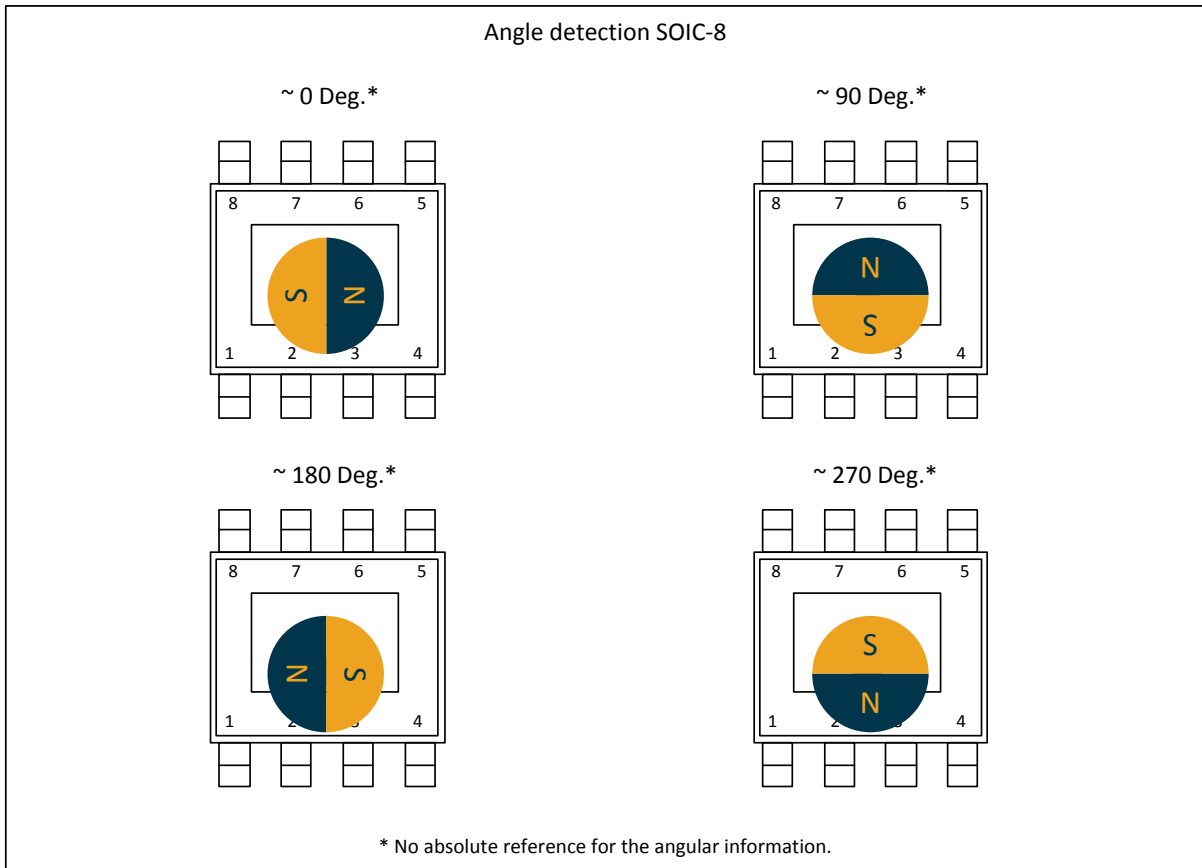 Angle detection SOIC-8
~ 0 Deg.*
~ 90 Deg.*
8 7 6 5
8 7 6 5
S N
N
S
1 2 3 4
1 2 3 4
~ 180 Deg.*
~ 270 Deg.*
8 7 6 5
8 7 6 5
N S
S
N
1 4
1 4
* No absolute reference for the angular information.